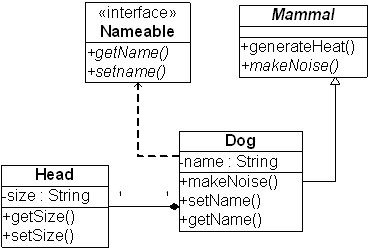 «interface»
Nameable
+getName()
+setname()
Mammal
+generateHeat()
+makeNoise()
Dog
-name : String
+makeNoise()
+setName()
+getName()
Head
-size : String
+getSize()
+setSize()